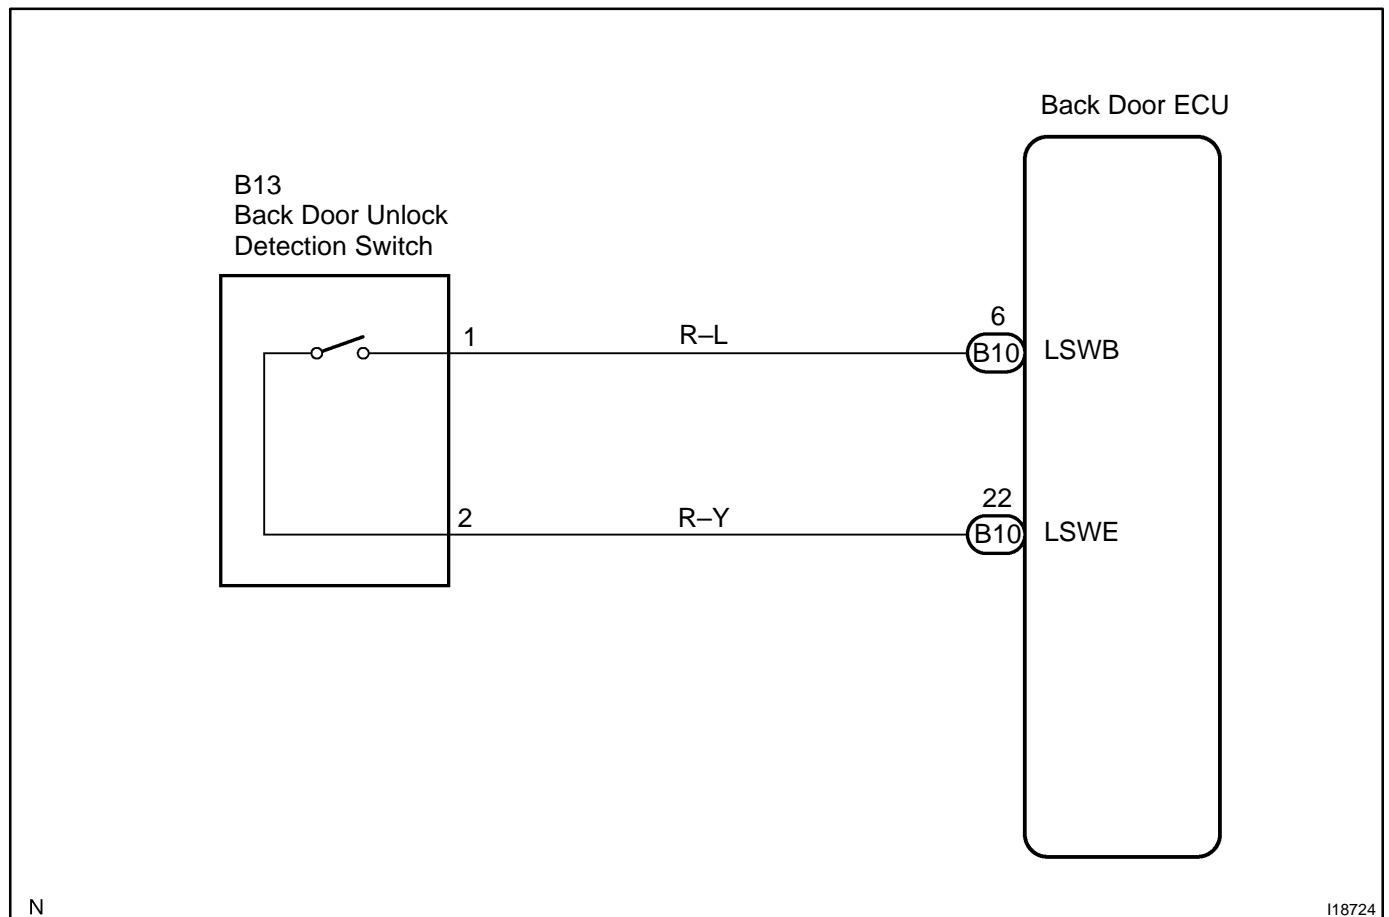 Back Door ECU
B13
Back Door Unlock
Detection Switch
1
R–L
6
B10
LSWB
2
R–Y
22
B10
LSWE
N
I18724